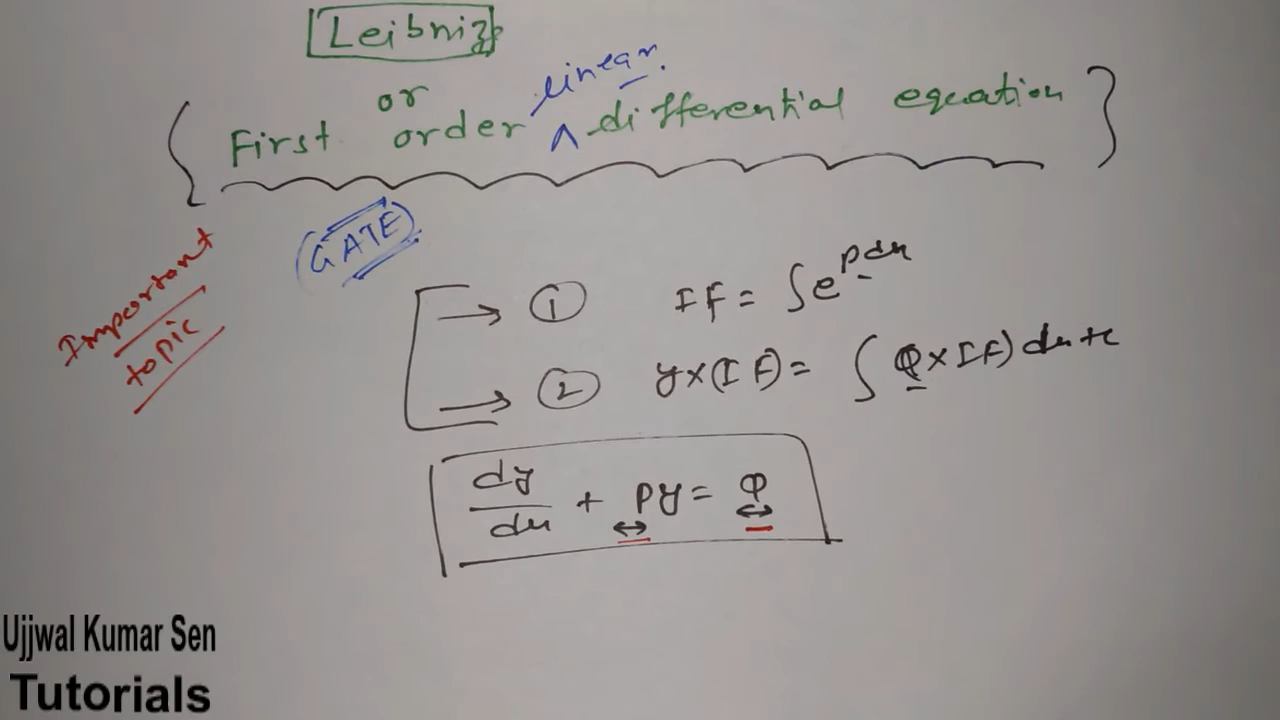 Leibniz
or
linear.
First order ^ differential equation
GATE
Important
topic
→ ① IF = ∫e^{Pdx}
→ ② y×(IF) = ∫ Q×IF) dx+c
dy/dx + Py = Q
Ujjwal Kumar Sen
Tutorials